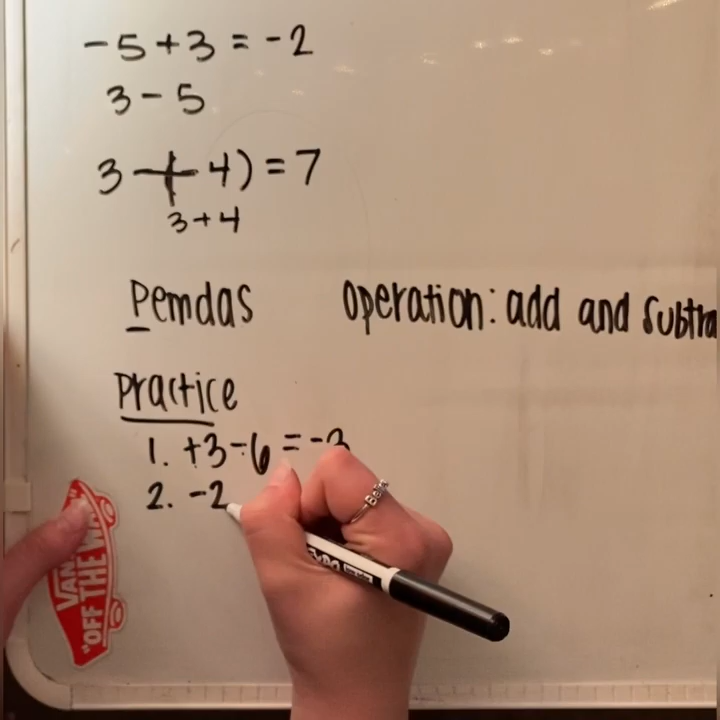 -5+3=-2
3-5
3-(-4)=7
3+4
Pemdas
Operation: add and subtra
Practice
1. +3-6=-3
2. -2
VANS
"OFF THE WALL"